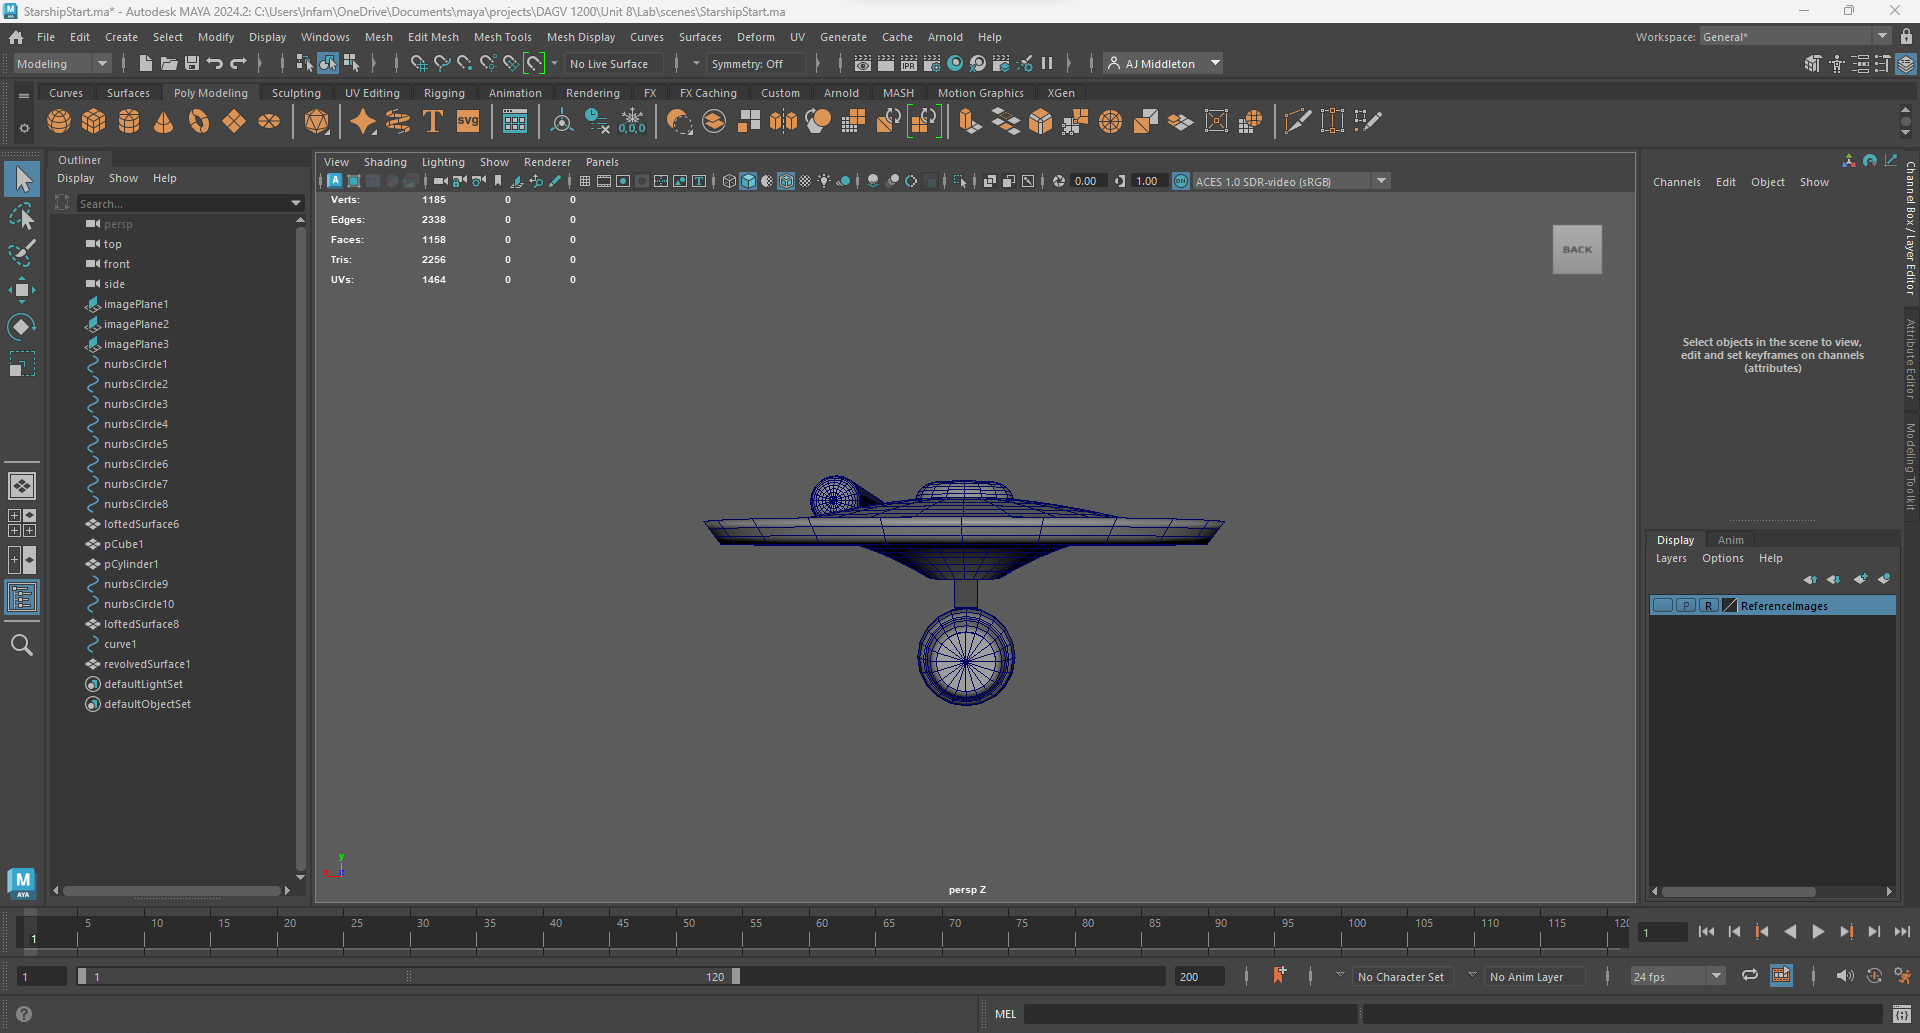 StarshipStart.ma* - Autodesk MAYA 2024.2: C:\Users\Infam\OneDrive\Documents\maya\projects\DAGV 1200\Unit 8\Lab\scenes\StarshipStart.ma
File Edit Create Select Modify Display Windows Mesh Edit Mesh Mesh Tools Mesh Display Curves Surfaces Deform UV Generate Cache Arnold Help
Workspace: General*
Modeling
No Live Surface
Symmetry: Off
IPR
AJ Middleton
Curves Surfaces Poly Modeling Sculpting UV Editing Rigging Animation Rendering FX FX Caching Custom Arnold MASH Motion Graphics XGen
T
SVG
0,0,0
Outliner
Display Show Help
Search...
persp
top
front
side
imagePlane1
imagePlane2
imagePlane3
nurbsCircle1
nurbsCircle2
nurbsCircle3
nurbsCircle4
nurbsCircle5
nurbsCircle6
nurbsCircle7
nurbsCircle8
loftedSurface6
pCube1
pCylinder1
nurbsCircle9
nurbsCircle10
loftedSurface8
curve1
revolvedSurface1
defaultLightSet
defaultObjectSet
View Shading Lighting Show Renderer Panels
0.00
1.00
ON
ACES 1.0 SDR-video (sRGB)
Verts: 1185 0 0
Edges: 2338 0 0
Faces: 1158 0 0
Tris: 2256 0 0
UVs: 1464 0 0
BACK
y
x
z
persp Z
Channels Edit Object Show
Select objects in the scene to view,
edit and set keyframes on channels
(attributes)
Channel Box / Layer Editor
Attribute Editor
Modeling Toolkit
Display Anim
Layers Options Help
P R ReferenceImages
M
AYA
5 10 15 20 25 30 35 40 45 50 55 60 65 70 75 80 85 90 95 100 105 110 115 120
1
1
1
1
120
200
No Character Set
No Anim Layer
24 fps
MEL